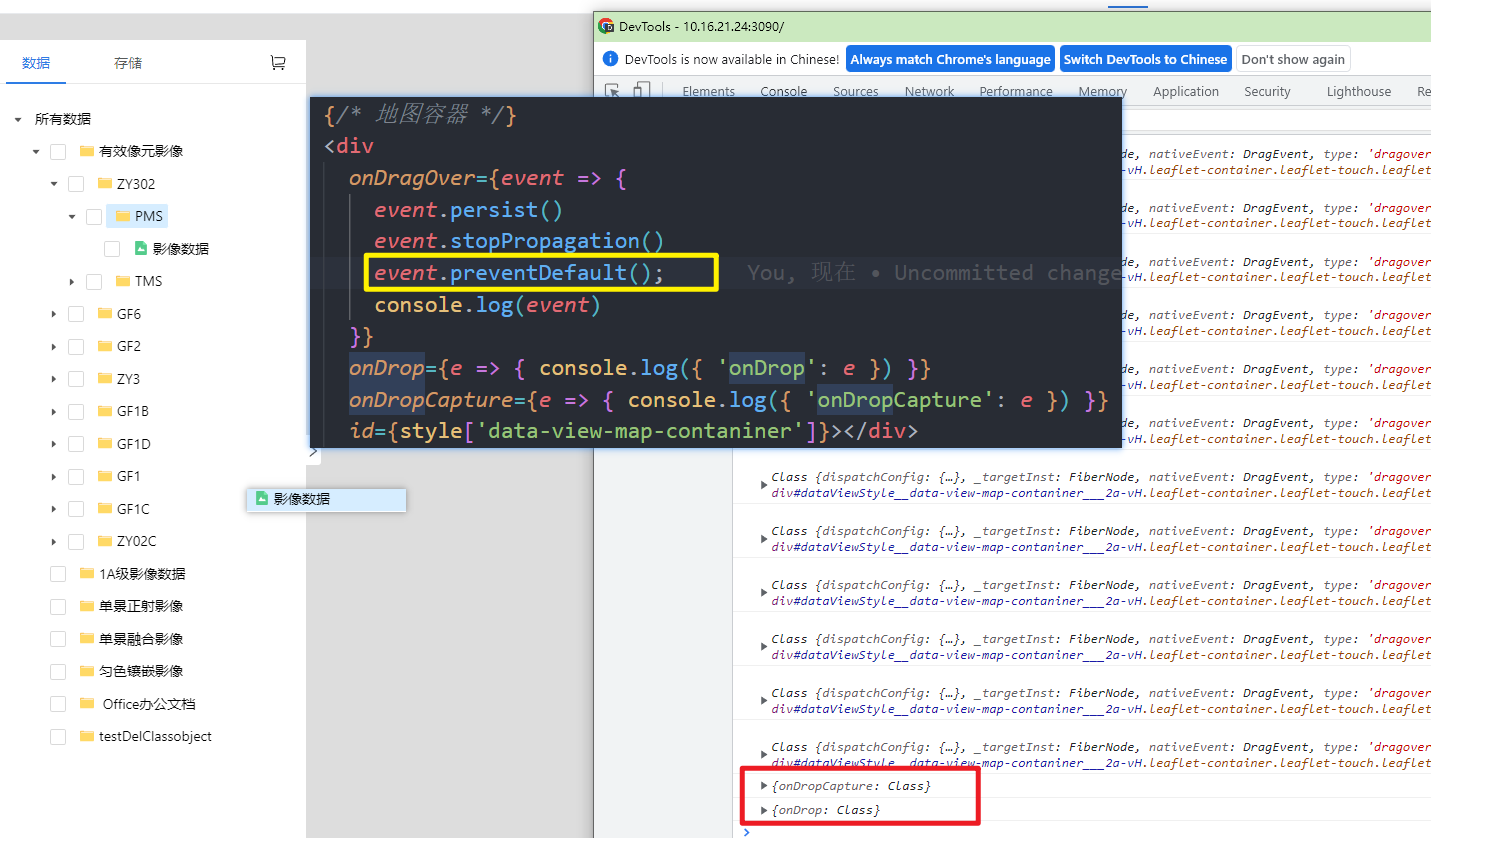 数据 存储
所有数据
有效像元影像
ZY302
PMS
影像数据
TMS
GF6
GF2
ZY3
GF1B
GF1D
GF1
GF1C
ZY02C
1A级影像数据
单景正射影像
单景融合影像
匀色镶嵌影像
Office办公文档
testDelClassobject
影像数据
DevTools - 10.16.21.24:3090/
DevTools is now available in Chinese! Always match Chrome's language Switch DevTools to Chinese Don't show again
Elements Console Sources Network Performance Memory Application Security Lighthouse Re
{/* 地图容器 */}
<div
onDragOver={event => {
event.persist()
event.stopPropagation()
event.preventDefault(); You, 现在 • Uncommitted change
console.log(event)
}}
onDrop={e => { console.log({ 'onDrop': e }) }}
onDropCapture={e => { console.log({ 'onDropCapture': e }) }}
id={style['data-view-map-contaniner']}></div>
de, nativeEvent: DragEvent, type: 'dragover
-vH.leaflet-container.leaflet-touch.leaflet
de, nativeEvent: DragEvent, type: 'dragover
-vH.leaflet-container.leaflet-touch.leaflet
de, nativeEvent: DragEvent, type: 'dragover
-vH.leaflet-container.leaflet-touch.leaflet
de, nativeEvent: DragEvent, type: 'dragover
-vH.leaflet-container.leaflet-touch.leaflet
de, nativeEvent: DragEvent, type: 'dragover
-vH.leaflet-container.leaflet-touch.leaflet
de, nativeEvent: DragEvent, type: 'dragover
-vH.leaflet-container.leaflet-touch.leaflet
Class {dispatchConfig: {…}, _targetInst: FiberNode, nativeEvent: DragEvent, type: 'dragover
div#dataViewStyle__data-view-map-contaniner___2a-vH.leaflet-container.leaflet-touch.leaflet
Class {dispatchConfig: {…}, _targetInst: FiberNode, nativeEvent: DragEvent, type: 'dragover
div#dataViewStyle__data-view-map-contaniner___2a-vH.leaflet-container.leaflet-touch.leaflet
Class {dispatchConfig: {…}, _targetInst: FiberNode, nativeEvent: DragEvent, type: 'dragover
div#dataViewStyle__data-view-map-contaniner___2a-vH.leaflet-container.leaflet-touch.leaflet
Class {dispatchConfig: {…}, _targetInst: FiberNode, nativeEvent: DragEvent, type: 'dragover
div#dataViewStyle__data-view-map-contaniner___2a-vH.leaflet-container.leaflet-touch.leaflet
Class {dispatchConfig: {…}, _targetInst: FiberNode, nativeEvent: DragEvent, type: 'dragover
div#dataViewStyle__data-view-map-contaniner___2a-vH.leaflet-container.leaflet-touch.leaflet
Class {dispatchConfig: {…}, _targetInst: FiberNode, nativeEvent: DragEvent, type: 'dragover
div#dataViewStyle__data-view-map-contaniner___2a-vH.leaflet-container.leaflet-touch.leaflet
{onDropCapture: Class}
{onDrop: Class}